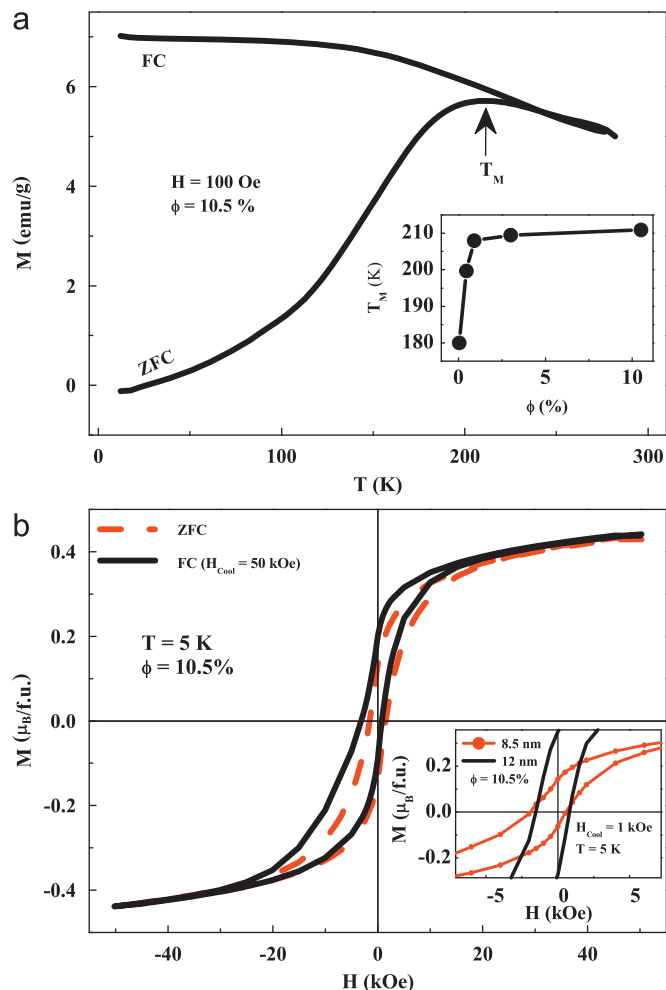 a
FC
H = 100 Oe
ϕ = 10.5 %
T_M
ZFC
M (emu/g)
0
2
4
6
0
100
200
300
T (K)
T_M (K)
180
190
200
210
0
5
10
ϕ (%)
b
ZFC
FC (H_Cool = 50 kOe)
T = 5 K
ϕ = 10.5%
M (μ_B/f.u.)
0.4
0.2
0.0
-0.2
-0.4
-40
-20
0
20
40
H (kOe)
8.5 nm
12 nm
ϕ = 10.5%
H_Cool = 1 kOe
T = 5 K
M (μ_B/f.u.)
0.2
0.0
-0.2
-5
0
5
H (kOe)